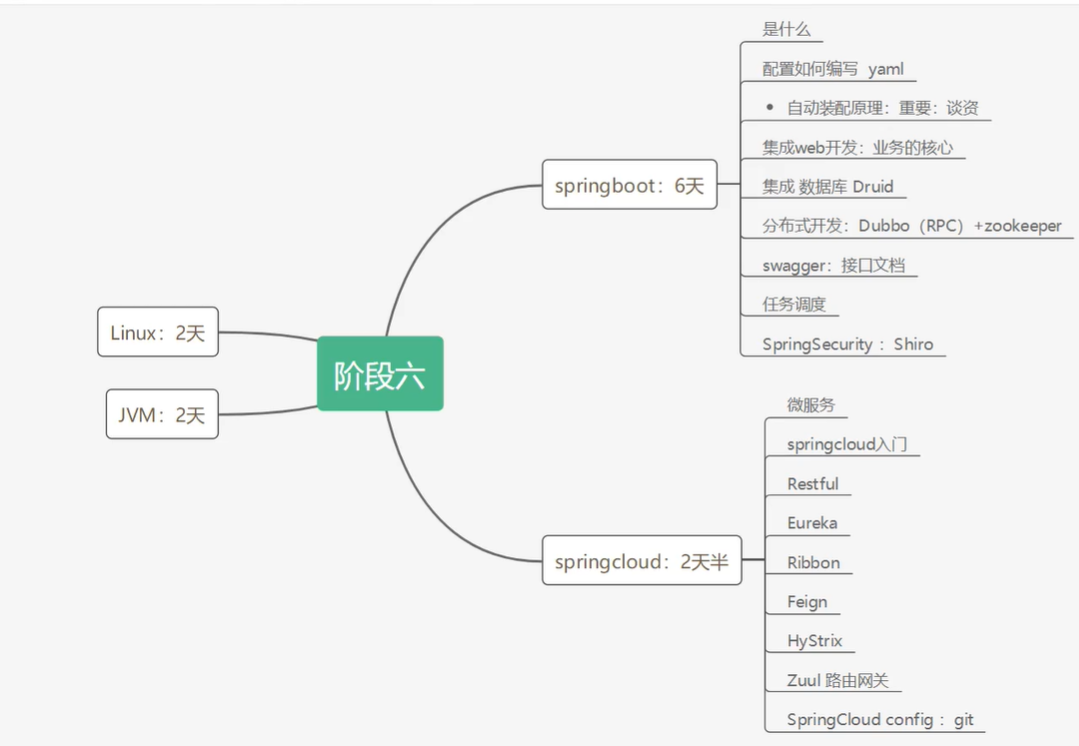 是什么
配置如何编写 yaml
• 自动装配原理：重要：谈资
集成web开发：业务的核心
springboot：6天
集成 数据库 Druid
分布式开发：Dubbo（RPC）+zookeeper
swagger：接口文档
任务调度
SpringSecurity ：Shiro
Linux：2天
阶段六
JVM：2天
微服务
springcloud入门
Restful
Eureka
springcloud：2天半
Ribbon
Feign
HyStrix
Zuul 路由网关
SpringCloud config ：git